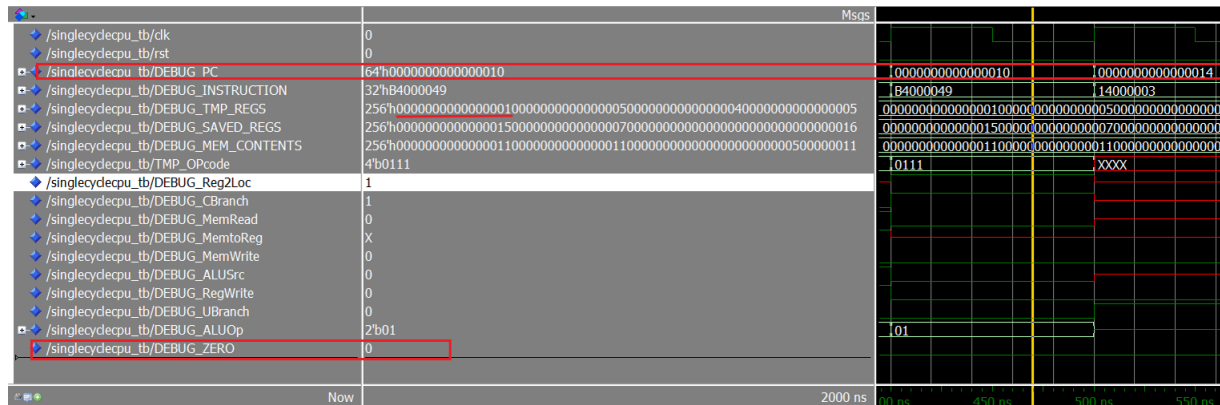 Msgs
/singlecyclecpu_tb/clk 0
/singlecyclecpu_tb/rst 0
/singlecyclecpu_tb/DEBUG_PC 64'h0000000000000010 0000000000000010 0000000000000014
/singlecyclecpu_tb/DEBUG_INSTRUCTION 32'hB4000049 B4000049 14000003
/singlecyclecpu_tb/DEBUG_TMP_REGS 256'h0000000000000001000000000000000500000000000000040000000000000005
/singlecyclecpu_tb/DEBUG_SAVED_REGS 256'h0000000000000015000000000000000700000000000000000000000000000016
/singlecyclecpu_tb/DEBUG_MEM_CONTENTS 256'h0000000000000011000000000000001100000000000000000000000500000011
/singlecyclecpu_tb/TMP_OPcode 4'b0111 0111 XXXX
/singlecyclecpu_tb/DEBUG_Reg2Loc 1
/singlecyclecpu_tb/DEBUG_CBranch 1
/singlecyclecpu_tb/DEBUG_MemRead 0
/singlecyclecpu_tb/DEBUG_MemtoReg X
/singlecyclecpu_tb/DEBUG_MemWrite 0
/singlecyclecpu_tb/DEBUG_ALUSrc 0
/singlecyclecpu_tb/DEBUG_RegWrite 0
/singlecyclecpu_tb/DEBUG_UBranch 0
/singlecyclecpu_tb/DEBUG_ALUOp 2'b01 01
/singlecyclecpu_tb/DEBUG_ZERO 0
Now 2000 ns 00 ns 450 ns 500 ns 550 ns